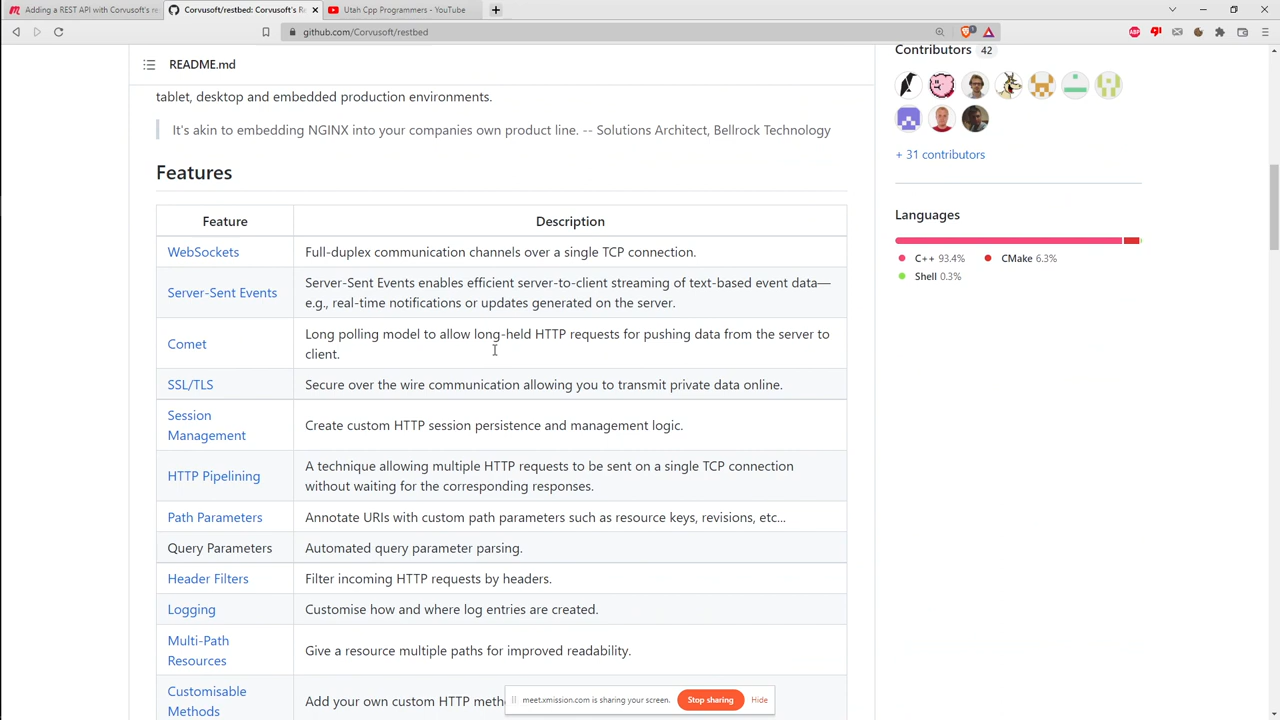 Adding a REST API with Corvusoft's re
Corvusoft/restbed: Corvusoft's Re
Utah Cpp Programmers - YouTube
github.com/Corvusoft/restbed
README.md
tablet, desktop and embedded production environments.
It's akin to embedding NGINX into your companies own product line. -- Solutions Architect, Bellrock Technology
Features
Feature Description
WebSockets Full-duplex communication channels over a single TCP connection.
Server-Sent Events Server-Sent Events enables efficient server-to-client streaming of text-based event data—
e.g., real-time notifications or updates generated on the server.
Comet Long polling model to allow long-held HTTP requests for pushing data from the server to
client.
SSL/TLS Secure over the wire communication allowing you to transmit private data online.
Session
Management Create custom HTTP session persistence and management logic.
HTTP Pipelining A technique allowing multiple HTTP requests to be sent on a single TCP connection
without waiting for the corresponding responses.
Path Parameters Annotate URIs with custom path parameters such as resource keys, revisions, etc...
Query Parameters Automated query parameter parsing.
Header Filters Filter incoming HTTP requests by headers.
Logging Customise how and where log entries are created.
Multi-Path
Resources Give a resource multiple paths for improved readability.
Customisable
Methods Add your own custom HTTP meth
Contributors 42
+ 31 contributors
Languages
C++ 93.4% CMake 6.3%
Shell 0.3%
meet.xmission.com is sharing your screen. Stop sharing Hide